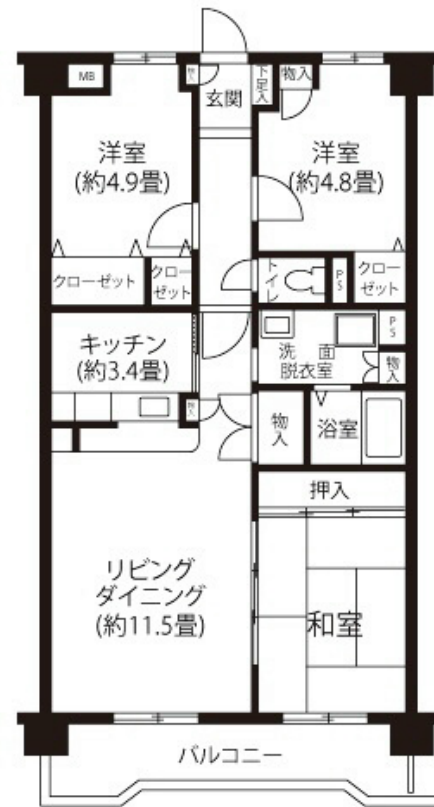 MB
物入
玄関
下足入
物入
洋室
(約4.9畳)
洋室
(約4.8畳)
クローゼット
クロー
ゼット
トイレ
PS
クロー
ゼット
キッチン
(約3.4畳)
洗面
脱衣室
PS
物入
物入
物入
浴室
押入
リビング
ダイニング
(約11.5畳)
和室
バルコニー